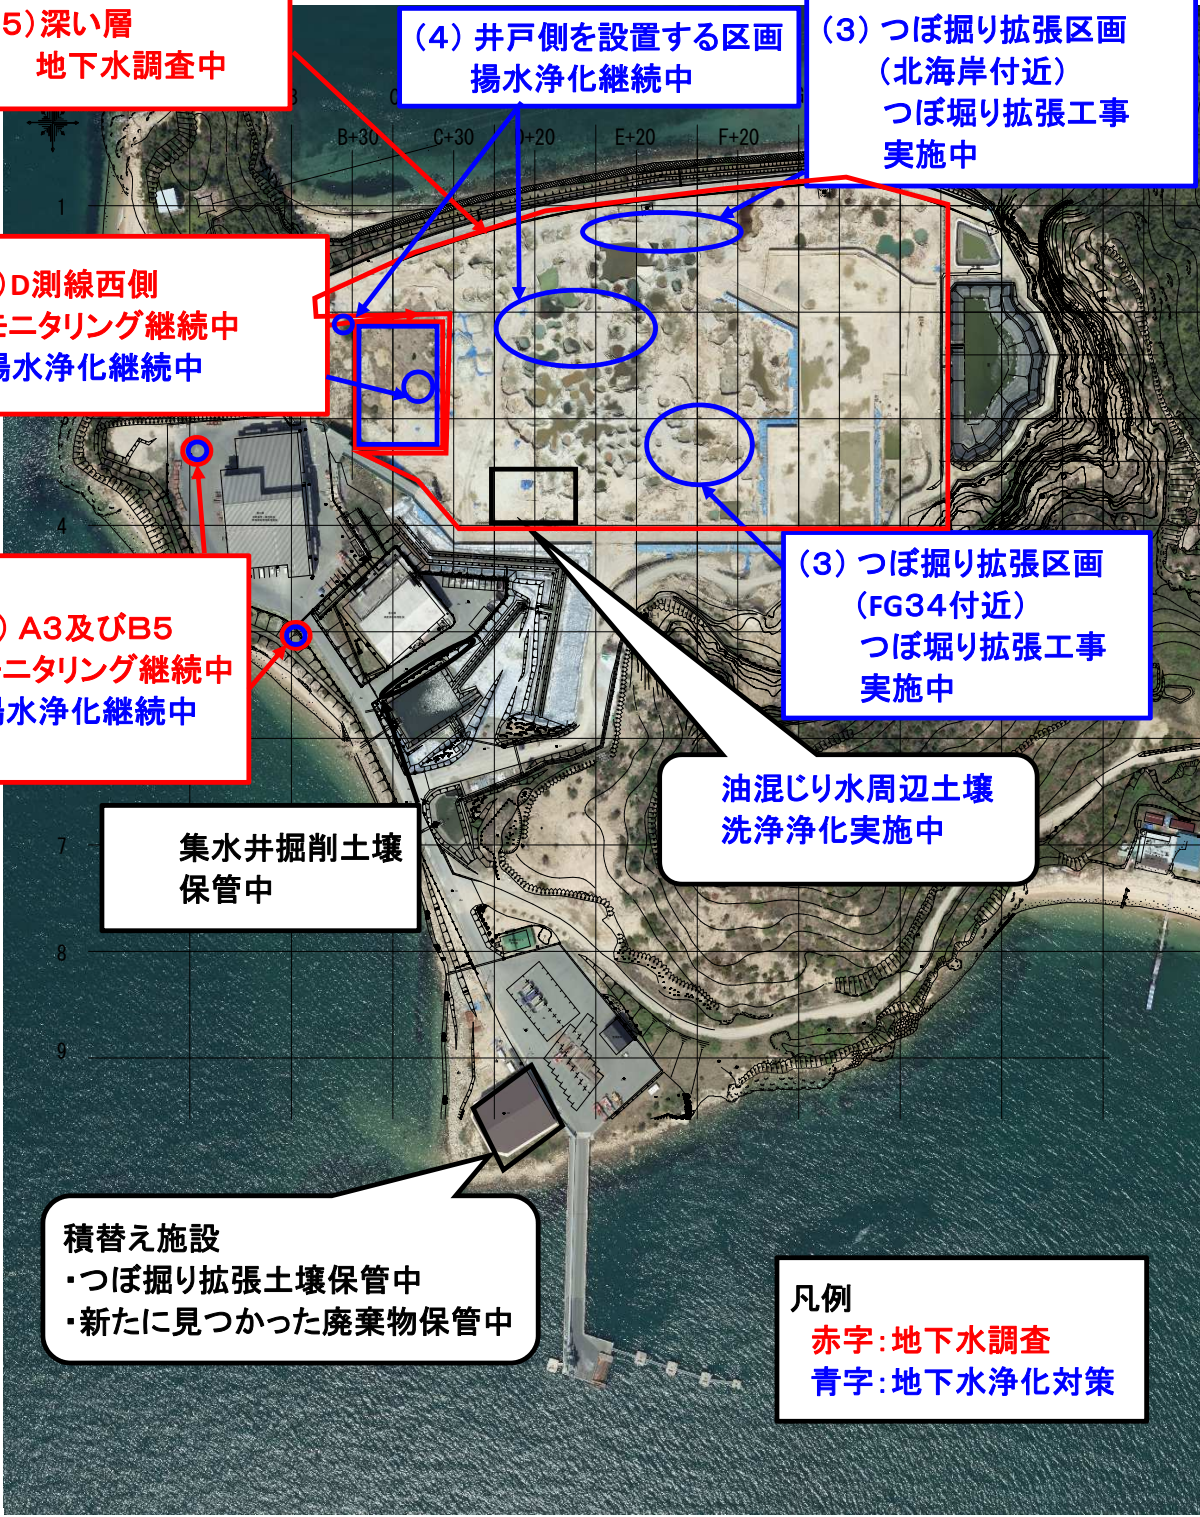 5)深い層
地下水調査中
(4) 井戸側を設置する区画
揚水浄化継続中
(3) つぼ掘り拡張区画
(北海岸付近)
つぼ堀り拡張工事
実施中
B+30
C+30
D+20
E+20
F+20
1
)D測線西側
モニタリング継続中
揚水浄化継続中
4
) A3及びB5
モニタリング継続中
揚水浄化継続中
(3) つぼ掘り拡張区画
(FG34付近)
つぼ堀り拡張工事
実施中
油混じり水周辺土壌
洗浄浄化実施中
集水井掘削土壌
保管中
7
8
9
積替え施設
・つぼ掘り拡張土壌保管中
・新たに見つかった廃棄物保管中
凡例
赤字:地下水調査
青字:地下水浄化対策